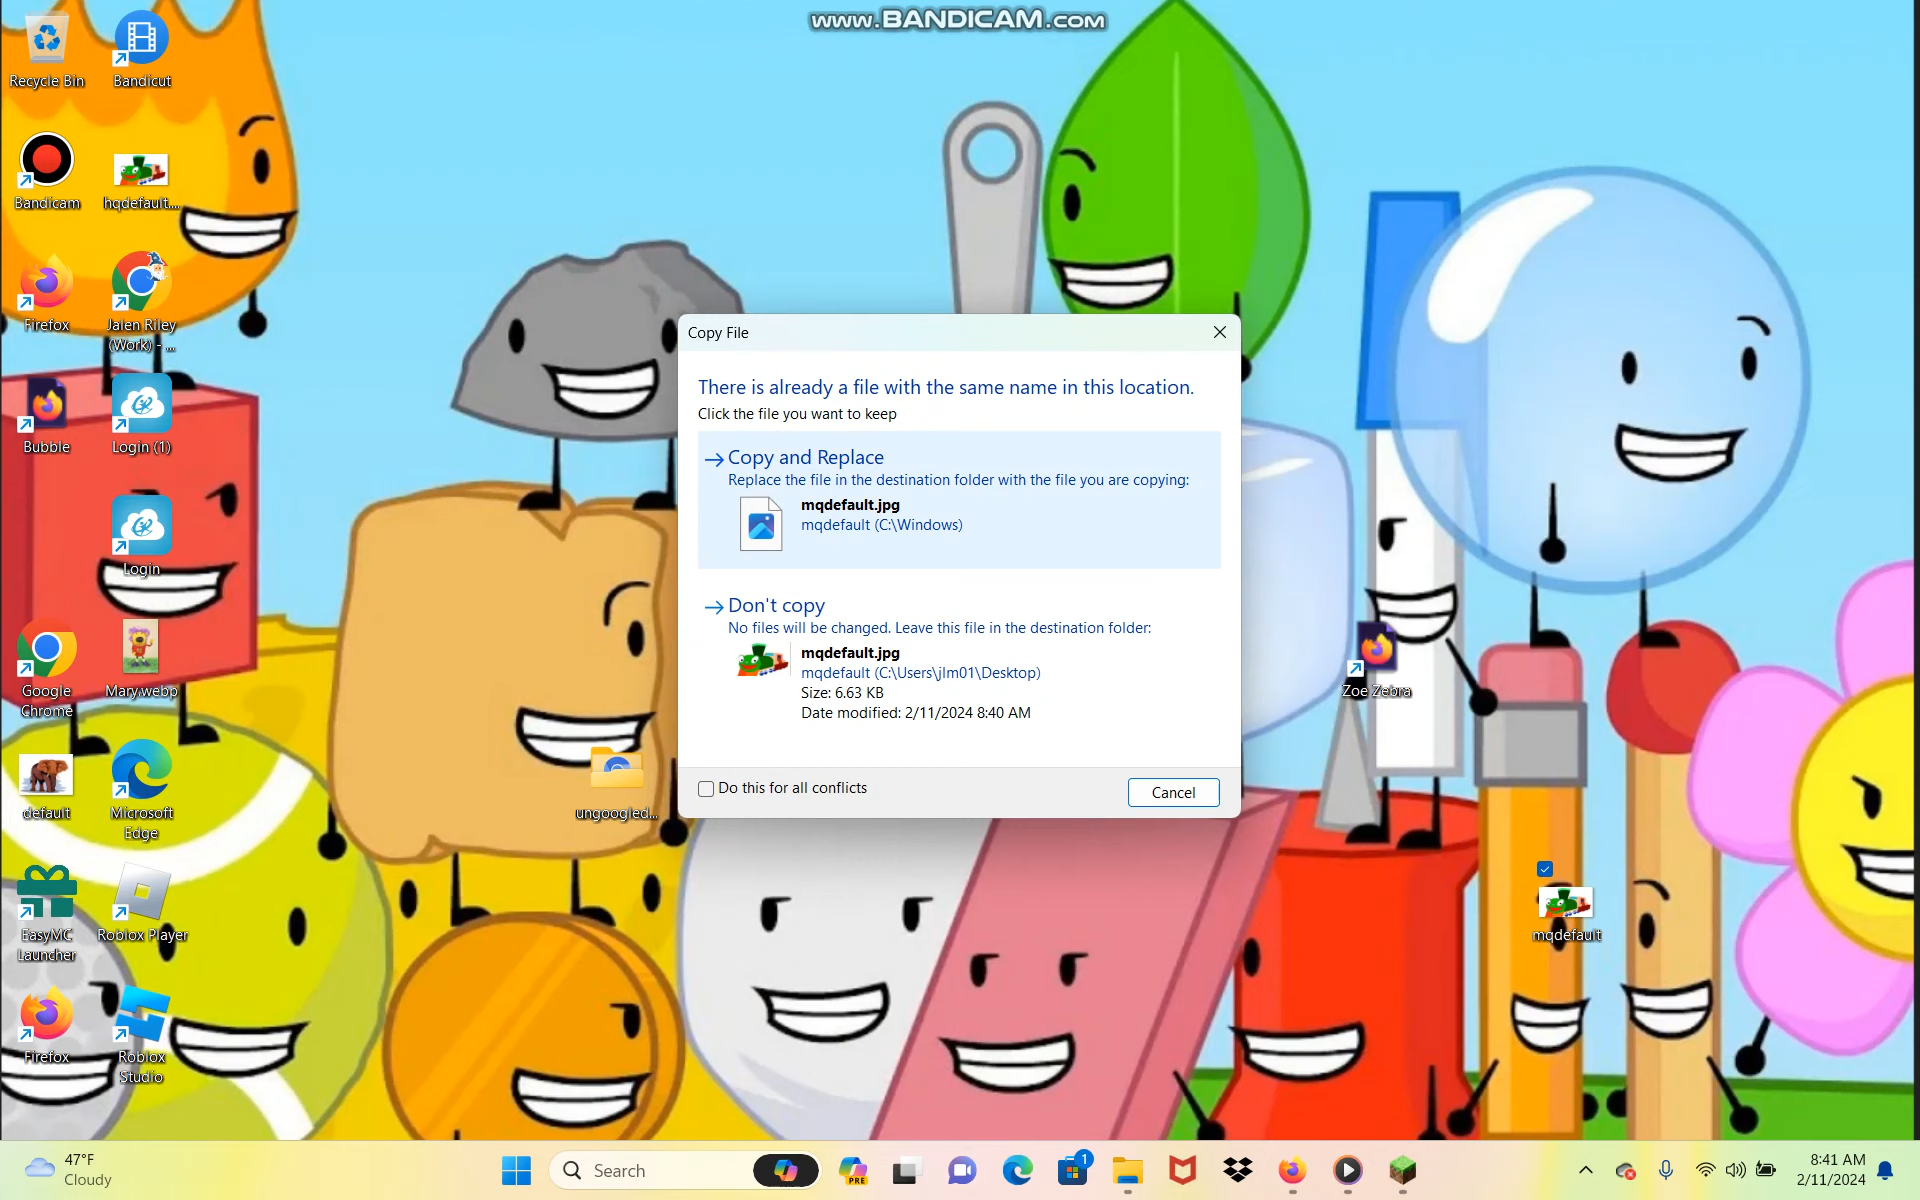 www.BANDICAM.com
Recycle Bin
Bandicut
Bandicam
hqdefault....
Firefox
Jalen Riley
(Work) - ...
Bubble
Login (1)
Login
Google
Chrome
Mary.webp
default
Microsoft
Edge
EasyMC
Launcher
Roblox Player
Firefox
Roblox
Studio
ungoogled...
Zoe Zebra
mqdefault
Copy File
There is already a file with the same name in this location.
Click the file you want to keep
Copy and Replace
Replace the file in the destination folder with the file you are copying:
mqdefault.jpg
mqdefault (C:\Windows)
Don't copy
No files will be changed. Leave this file in the destination folder:
mqdefault.jpg
mqdefault (C:\Users\jlm01\Desktop)
Size: 6.63 KB
Date modified: 2/11/2024 8:40 AM
Do this for all conflicts
Cancel
47°F
Cloudy
Search
PRE
1
8:41 AM
2/11/2024